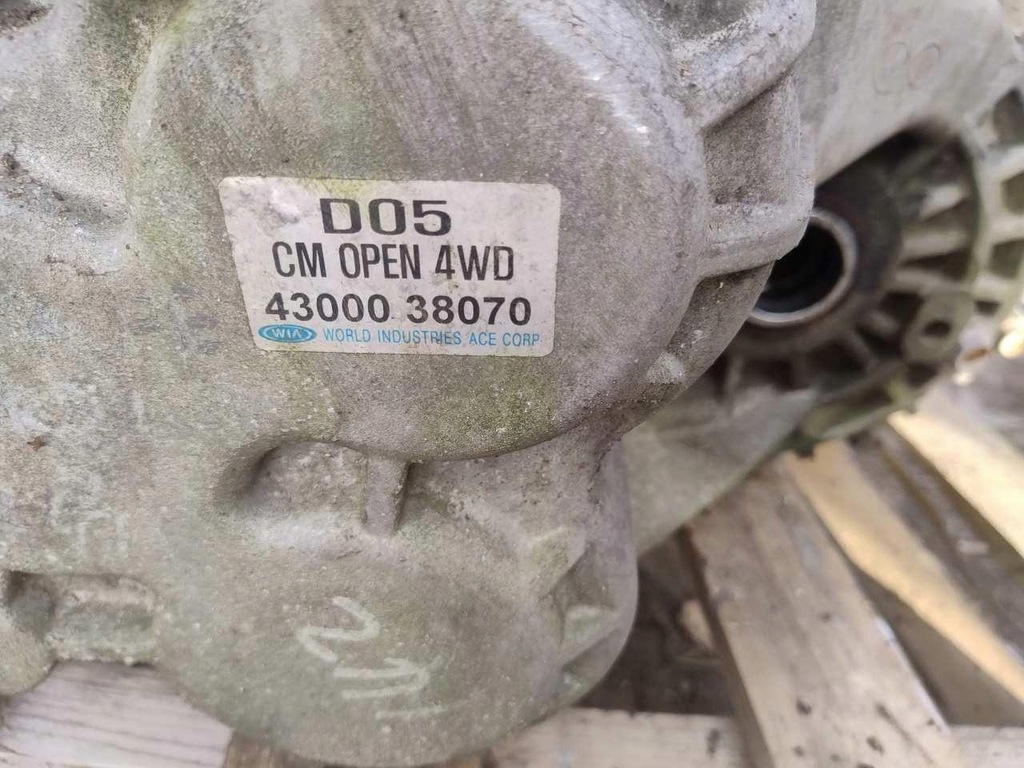 D05
CM OPEN 4WD
43000 38070
WIA WORLD INDUSTRIES ACE CORP